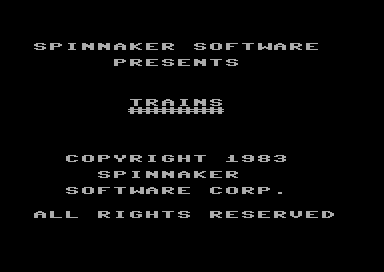 SPINNAKER SOFTWARE
PRESENTS
TRAINS
COPYRIGHT 1983
SPINNAKER
SOFTWARE CORP.
ALL RIGHTS RESERVED